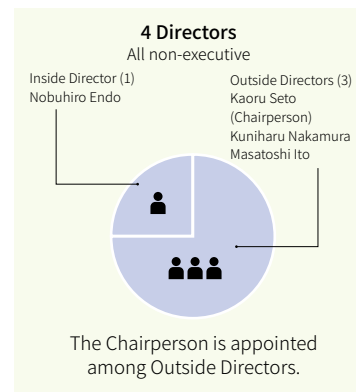 4 Directors
All non-executive
Inside Director (1)
Nobuhiro Endo
Outside Directors (3)
Kaoru Seto
(Chairperson)
Kuniharu Nakamura
Masatoshi Ito
The Chairperson is appointed
among Outside Directors.